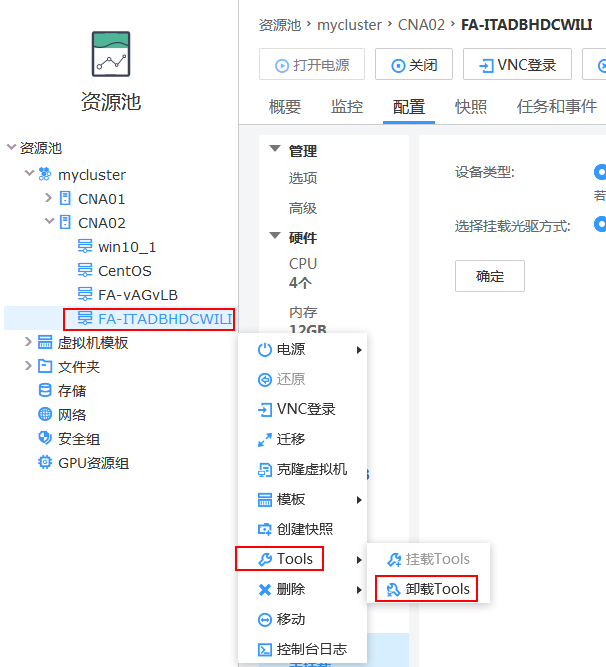 资源池
资源池
mycluster
CNA01
CNA02
win10_1
CentOS
FA-vAGvLB
FA-ITADBHDCWILI
虚拟机模板
文件夹
存储
网络
安全组
GPU资源组
资源池 > mycluster > CNA02 > FA-ITADBHDCWILI
打开电源 关闭 VNC登录
概要 监控 配置 快照 任务和事件
管理
选项
高级
硬件
CPU
4个
内存
12GB
设备类型:
若
选择挂载光驱方式:
确定
电源
还原
VNC登录
迁移
克隆虚拟机
模板
创建快照
Tools
删除
移动
控制台日志
挂载Tools
卸载Tools